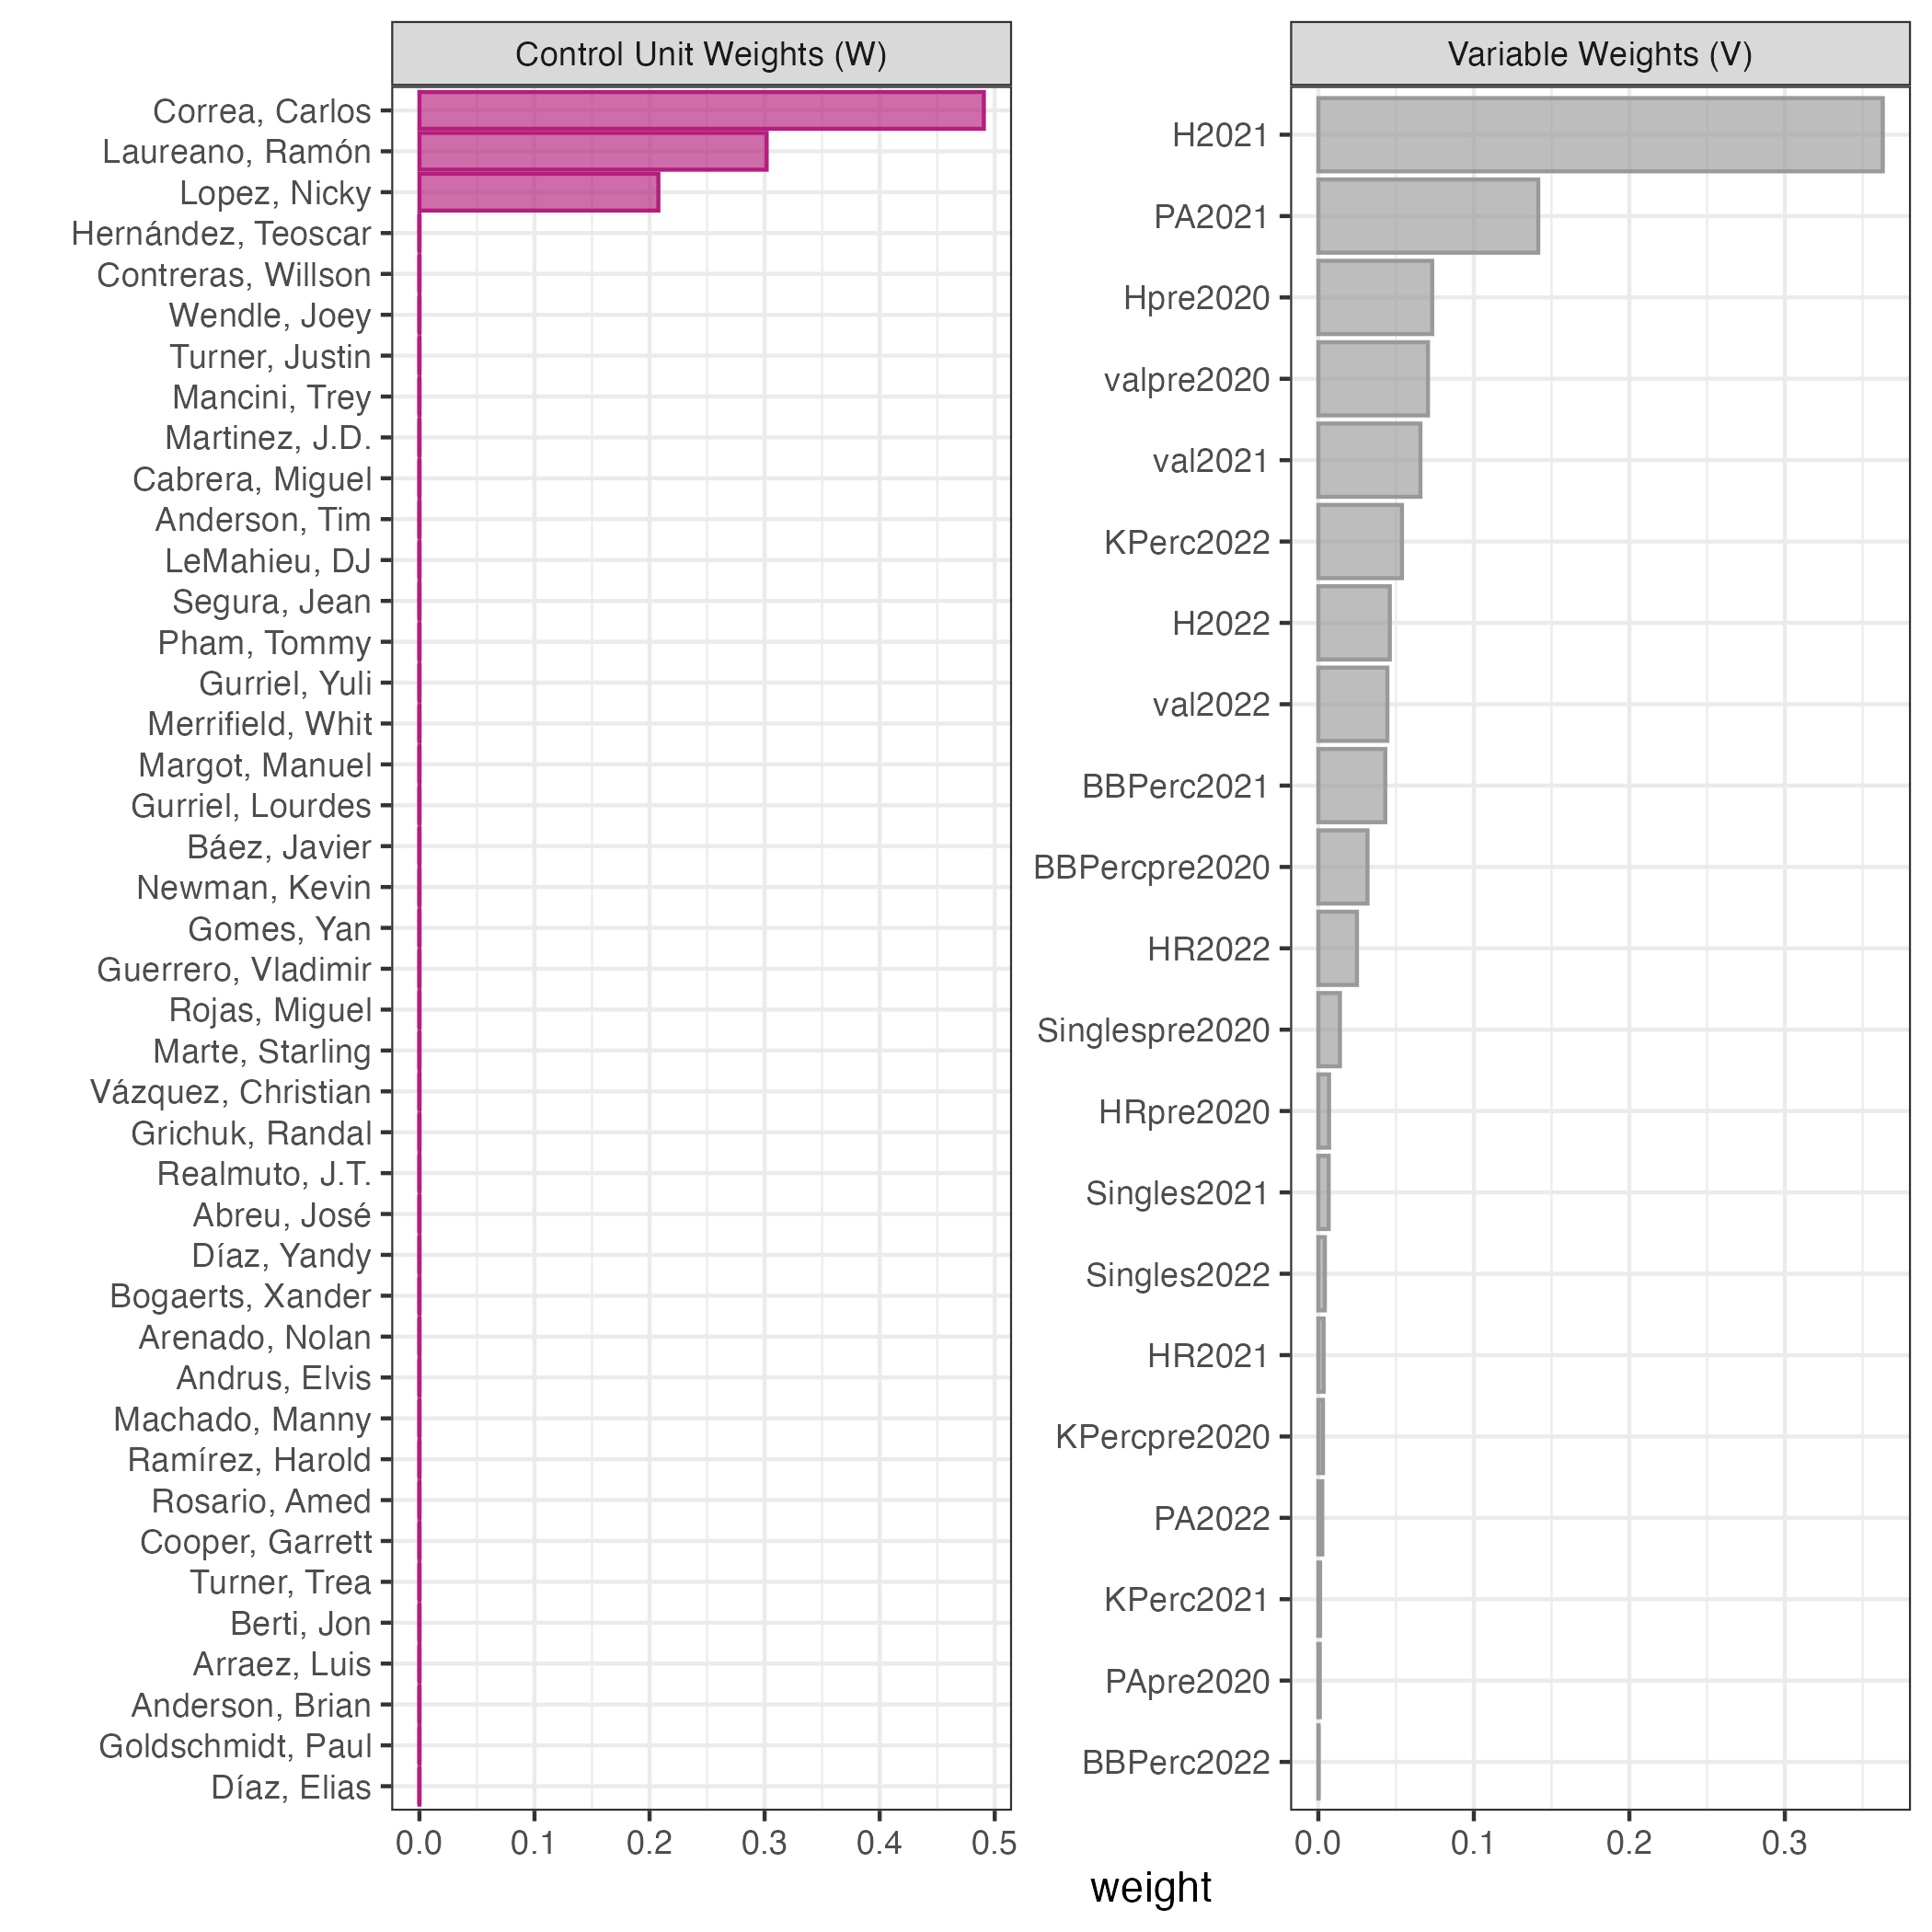 Control Unit Weights (W)
Correa, Carlos
Laureano, Ramón
Lopez, Nicky
Hernández, Teoscar
Contreras, Willson
Wendle, Joey
Turner, Justin
Mancini, Trey
Martinez, J.D.
Cabrera, Miguel
Anderson, Tim
LeMahieu, DJ
Segura, Jean
Pham, Tommy
Gurriel, Yuli
Merrifield, Whit
Margot, Manuel
Gurriel, Lourdes
Báez, Javier
Newman, Kevin
Gomes, Yan
Guerrero, Vladimir
Rojas, Miguel
Marte, Starling
Vázquez, Christian
Grichuk, Randal
Realmuto, J.T.
Abreu, José
Díaz, Yandy
Bogaerts, Xander
Arenado, Nolan
Andrus, Elvis
Machado, Manny
Ramírez, Harold
Rosario, Amed
Cooper, Garrett
Turner, Trea
Berti, Jon
Arraez, Luis
Anderson, Brian
Goldschmidt, Paul
Díaz, Elias
0.0 0.1 0.2 0.3 0.4 0.5
Variable Weights (V)
H2021
PA2021
Hpre2020
valpre2020
val2021
KPerc2022
H2022
val2022
BBPerc2021
BBPercpre2020
HR2022
Singlespre2020
HRpre2020
Singles2021
Singles2022
HR2021
KPercpre2020
PA2022
KPerc2021
PApre2020
BBPerc2022
0.0 0.1 0.2 0.3
weight